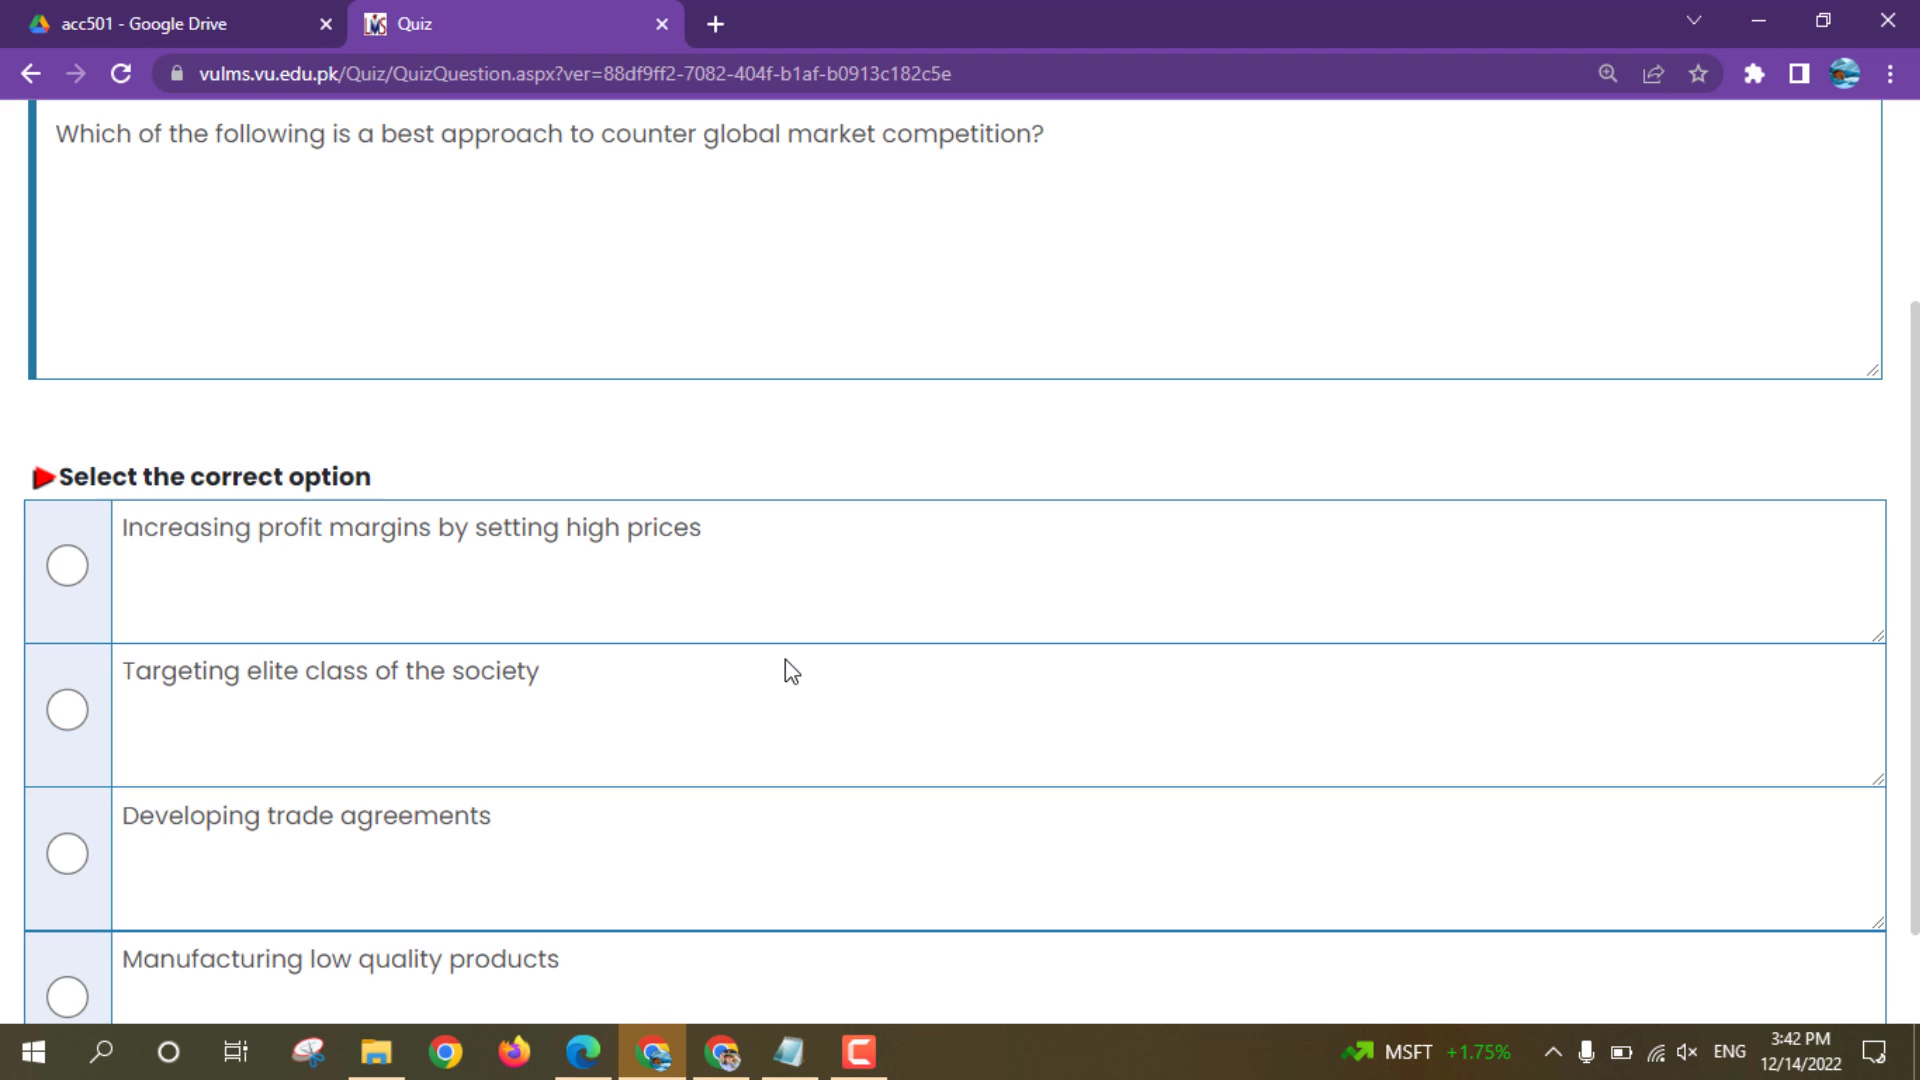 acc501 - Google Drive
Quiz
vulms.vu.edu.pk/Quiz/QuizQuestion.aspx?ver=88df9ff2-7082-404f-b1af-b0913c182c5e
Which of the following is a best approach to counter global market competition?
Select the correct option
Increasing profit margins by setting high prices
Targeting elite class of the society
Developing trade agreements
Manufacturing low quality products
MSFT +1.75%
ENG
3:42 PM
12/14/2022